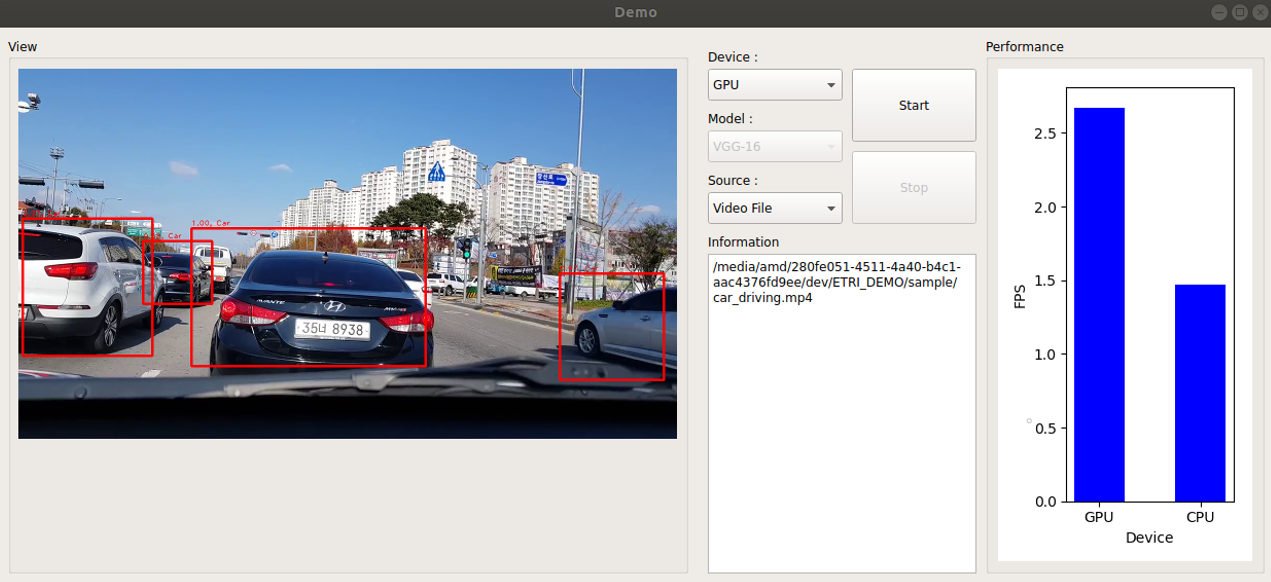 Demo
View
1.00, Car
Car
AVANTE
35너 8938
Device :
GPU
Model :
VGG-16
Source :
Video File
Start
Stop
Information
/media/amd/280fe051-4511-4a40-b4c1-
aac4376fd9ee/dev/ETRI_DEMO/sample/
car_driving.mp4
Performance
FPS
2.5
2.0
1.5
1.0
0.5
0.0
GPU
CPU
Device